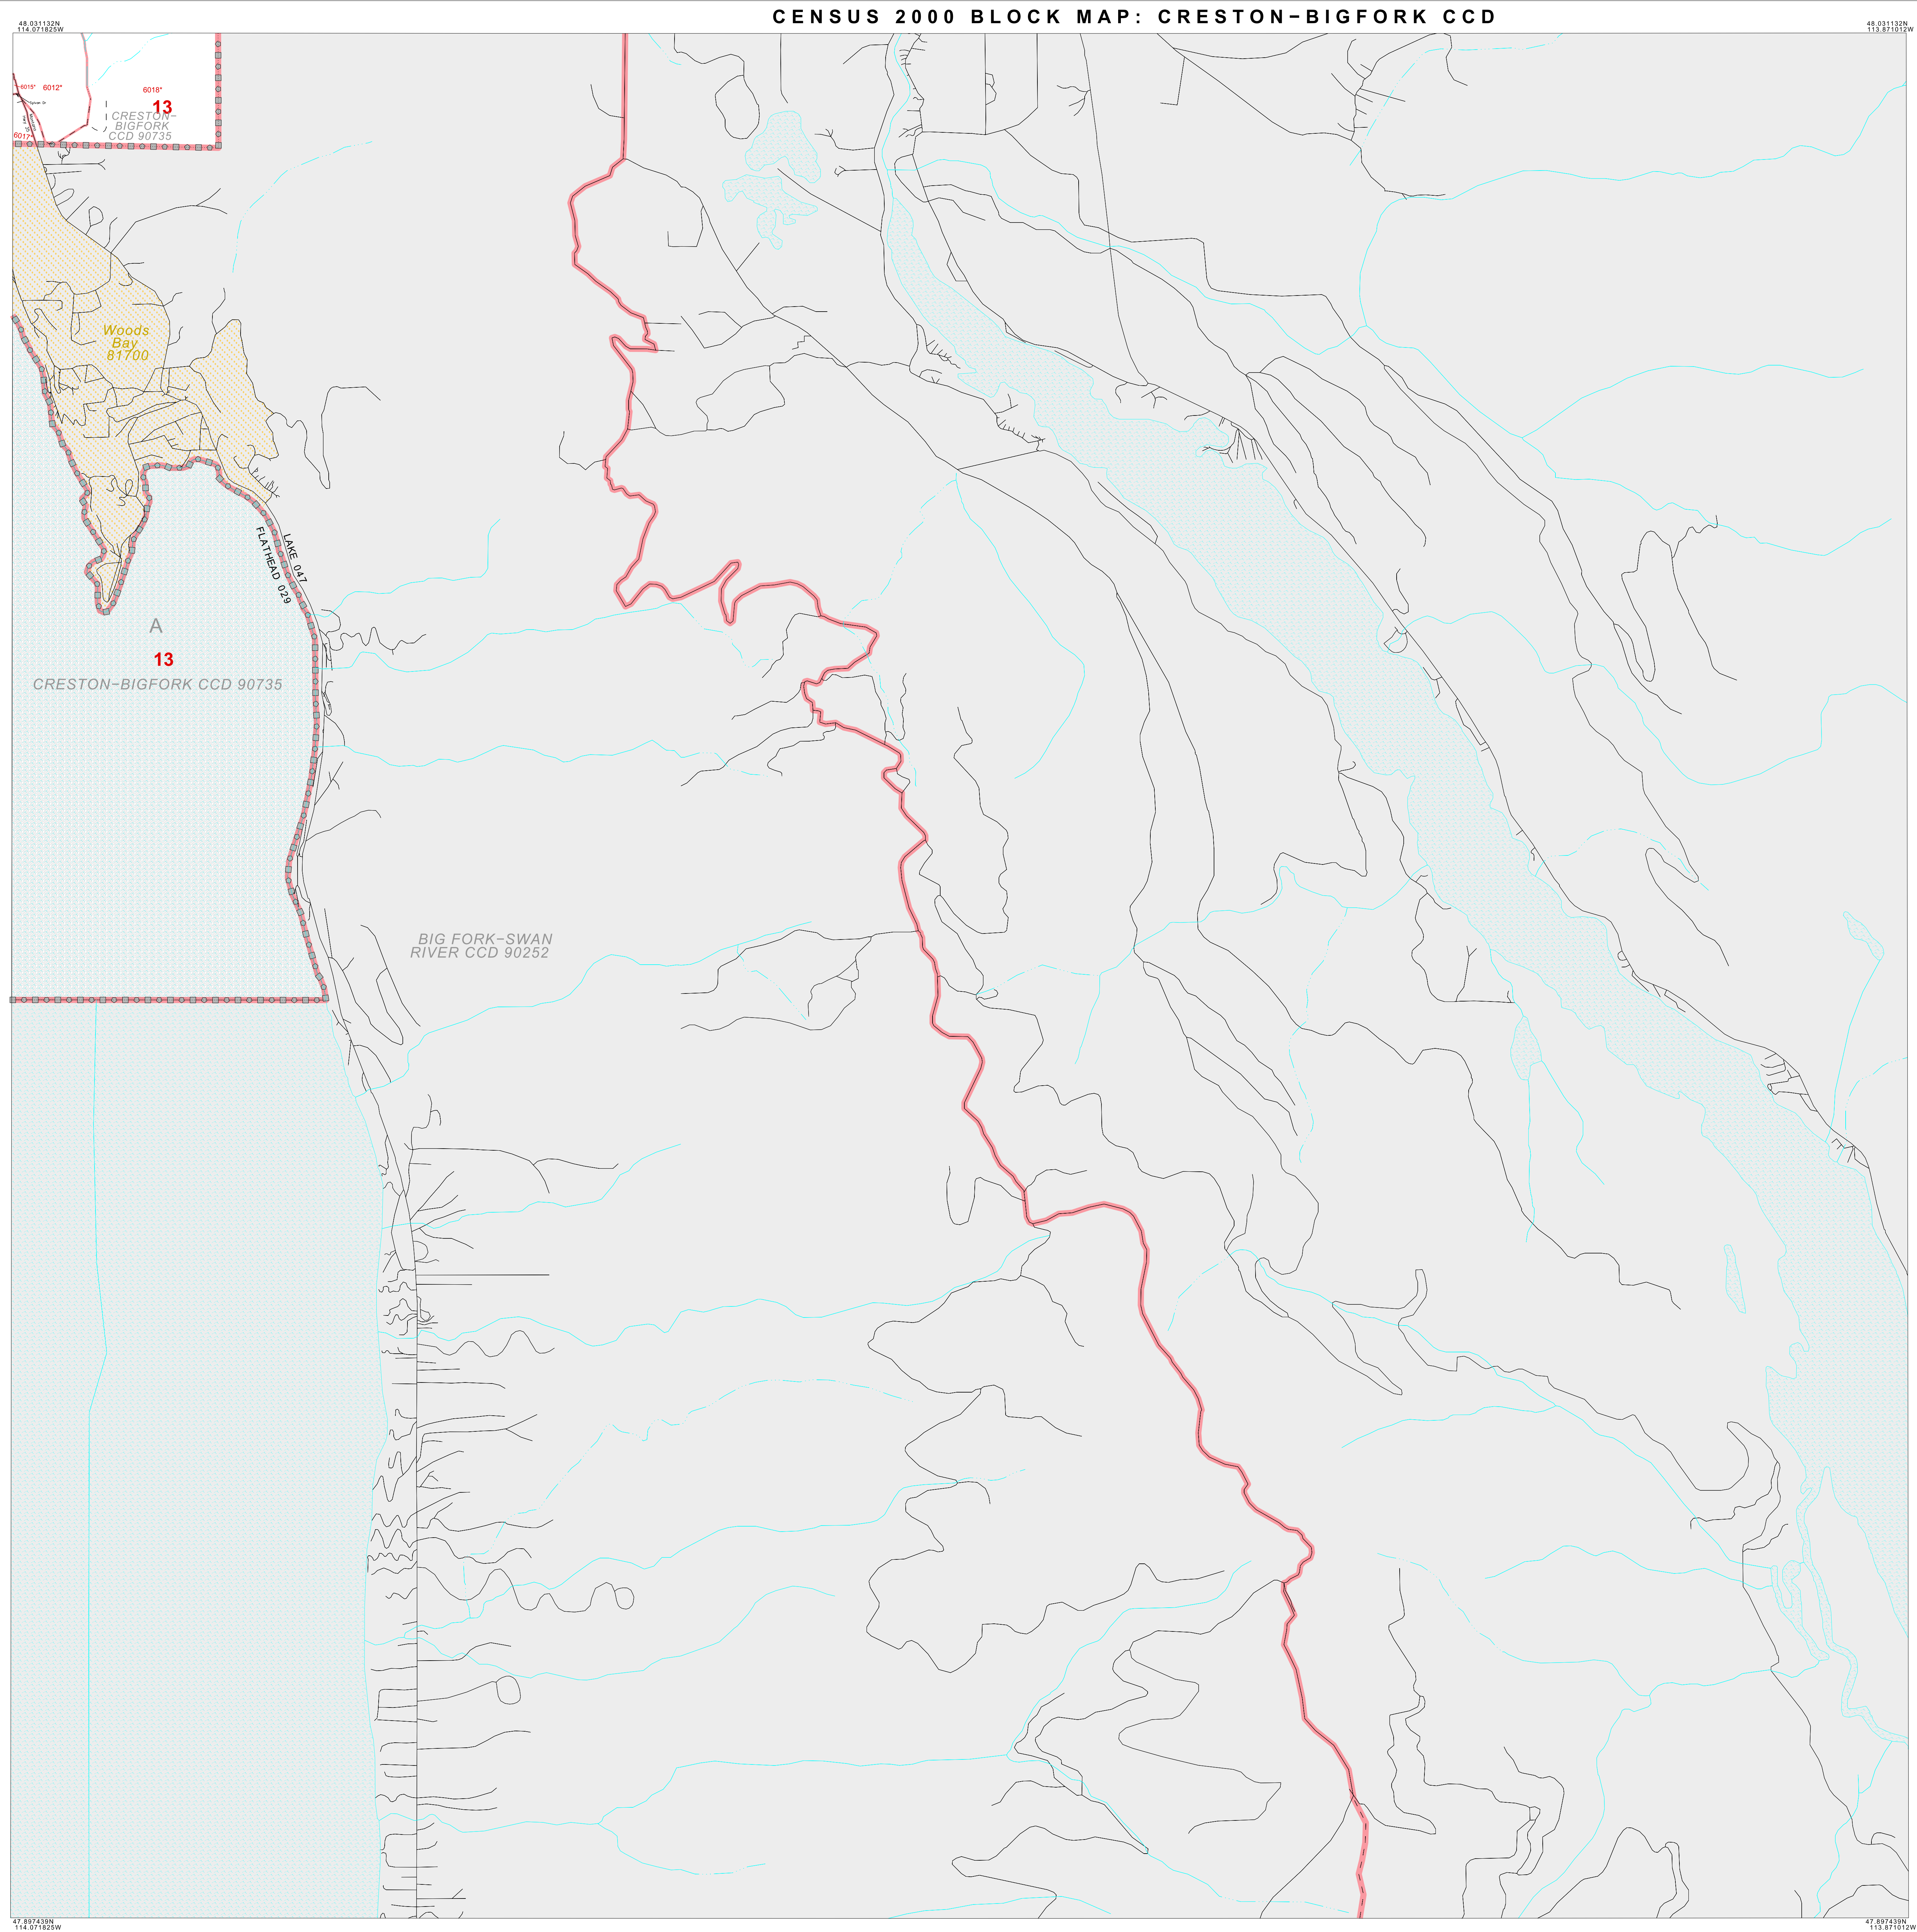 CENSUS 2000 BLOCK MAP: CRESTON−BIGFORK CCD
48.031132N
114.071825W
48.031132N
113.871012W
6015*
6012*
6018*
13
CRESTON−
BIGFORK
CCD 90735
6017*
Woods
Bay
81700
LAKE 047
FLATHEAD 029
A
13
CRESTON−BIGFORK CCD 90735
BIG FORK−SWAN
RIVER CCD 90252
47.897439N
114.071825W
47.897439N
113.871012W